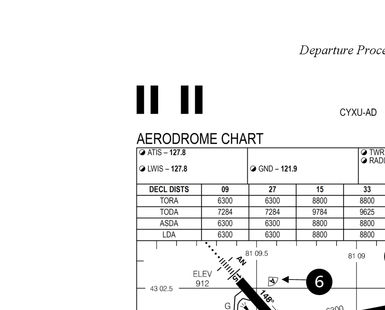 Departure Proce
CYXU-AD
AERODROME CHART
ATIS – 127.8
TWR
RADI
LWIS – 127.8
GND – 121.9
DECL DISTS 09 27 15 33
TORA 6300 6300 8800 8800
TODA 7284 7284 9784 9625
ASDA 6300 6300 8800 8800
LDA 6300 6300 8800 8800
81 09.5
81 09
AN
ELEV
912
6
43 02.5
148°
G